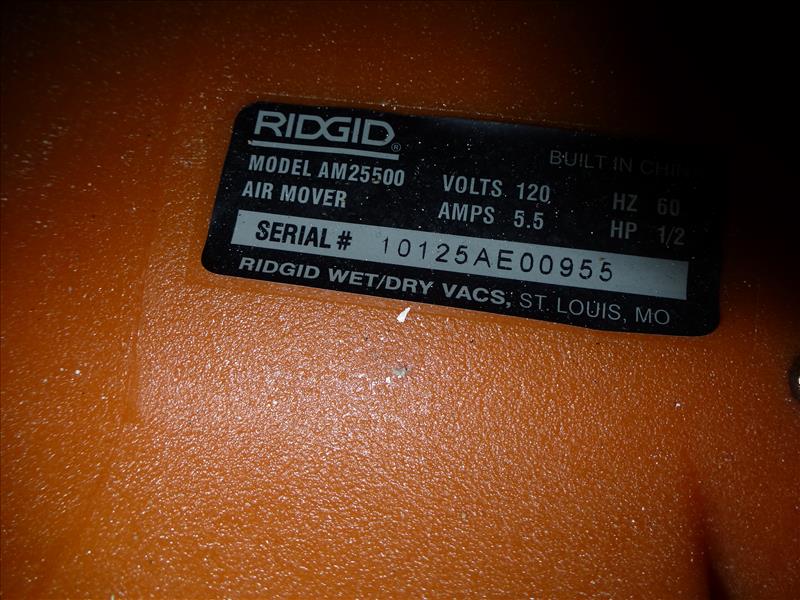 RIDGID®
BUILT IN CHINA
MODEL AM25500 VOLTS 120 HZ 60
AIR MOVER AMPS 5.5 HP 1/2
SERIAL # 10125AE00955
RIDGID WET/DRY VACS, ST. LOUIS, MO